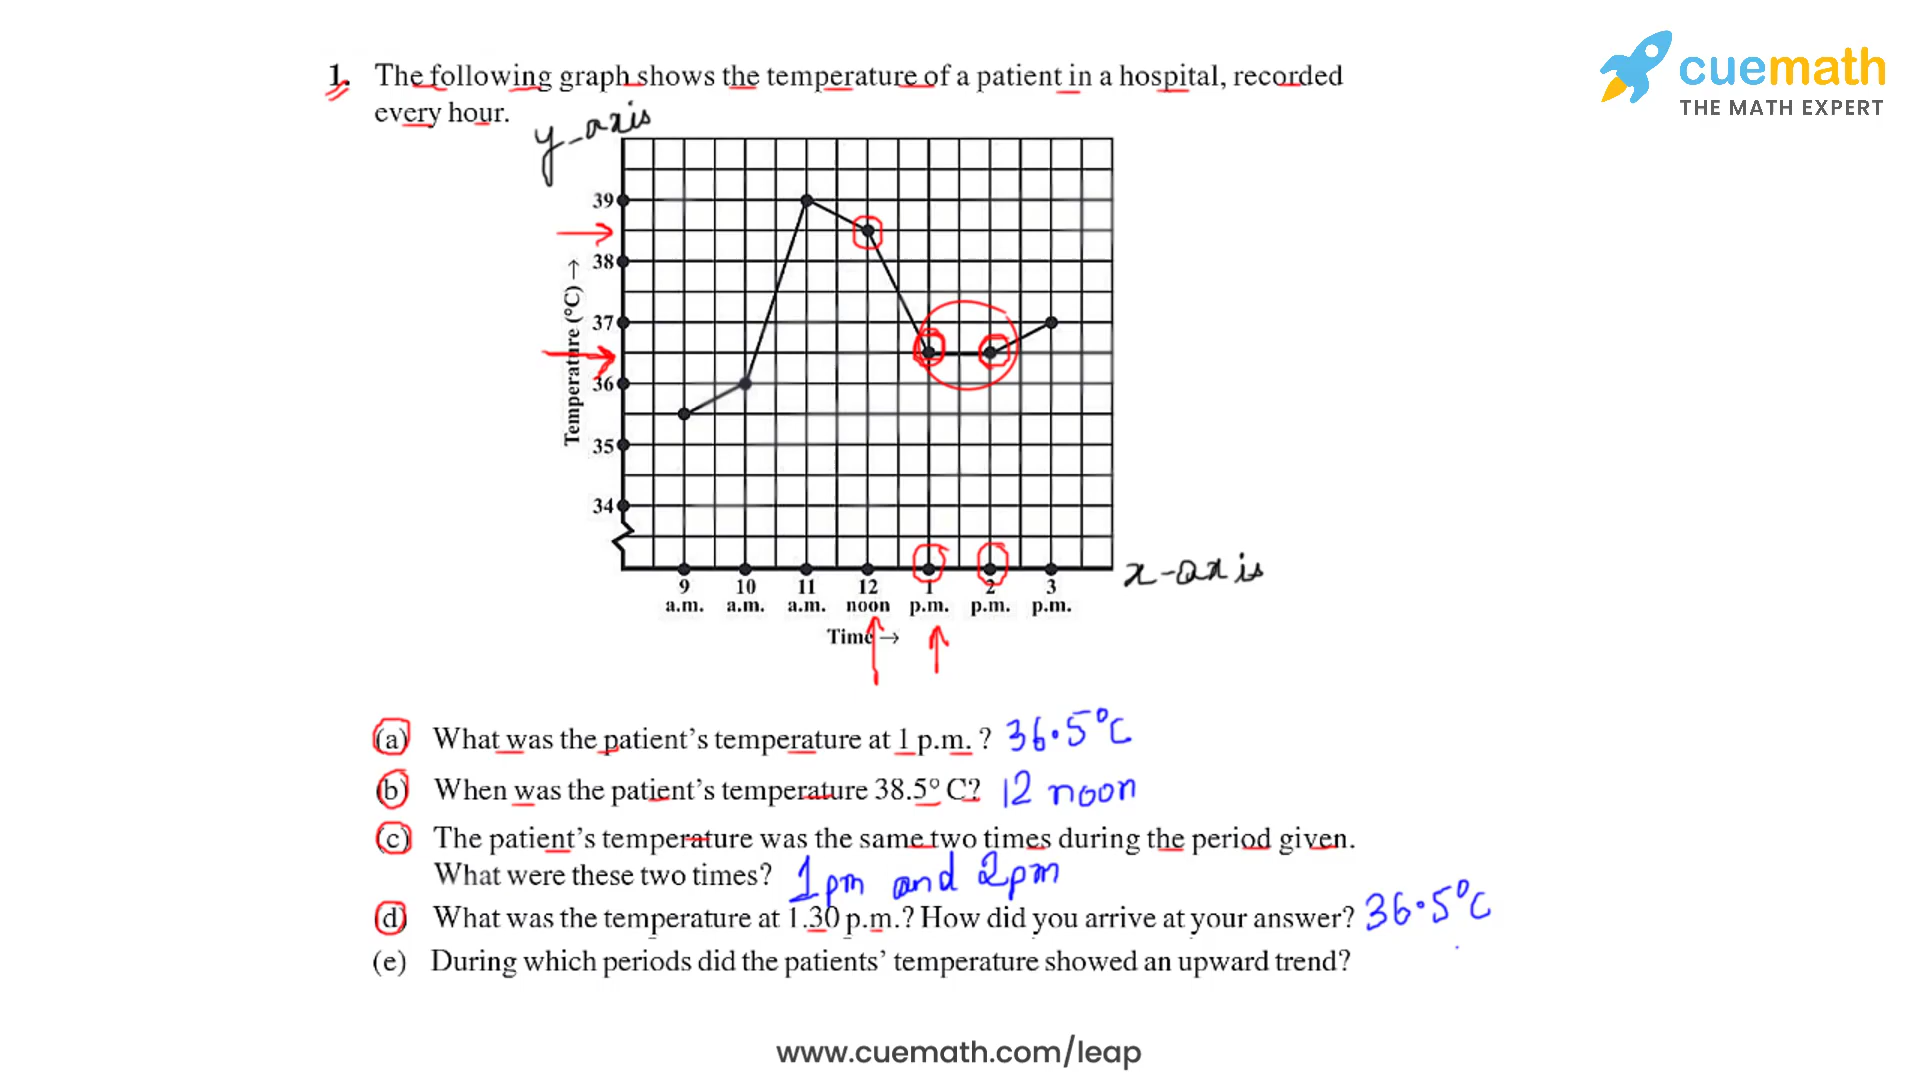 cuemath
THE MATH EXPERT
1. The following graph shows the temperature of a patient in a hospital, recorded
every hour.
y-axis
39
38
37
36
35
34
Temperature (°C) →
9 10 11 12 1 2 3
a.m. a.m. a.m. noon p.m. p.m. p.m.
Time →
x-axis
(a) What was the patient's temperature at 1 p.m. ? 36.5°C
(b) When was the patient's temperature 38.5° C? 12 noon
(c) The patient's temperature was the same two times during the period given.
What were these two times? 1pm and 2pm
(d) What was the temperature at 1.30 p.m.? How did you arrive at your answer? 36.5°C
(e) During which periods did the patients' temperature showed an upward trend?
www.cuemath.com/leap